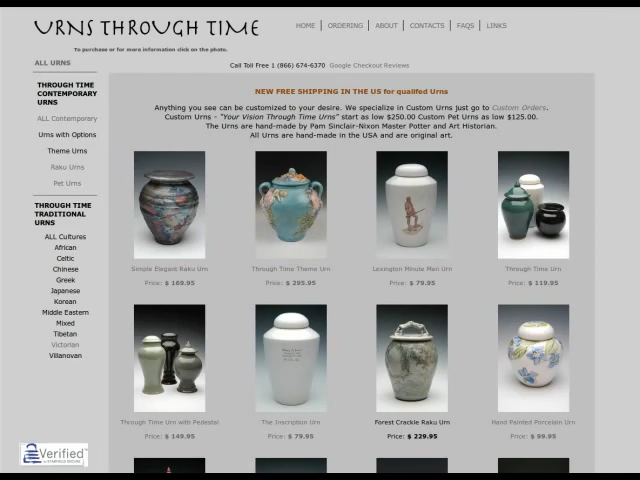 URNS THROUGH TIME
HOME | ORDERING | ABOUT | CONTACTS | FAQS | LINKS
To purchase or for more information click on the photo.
Call Toll Free 1 (866) 674-6370 Google Checkout Reviews
ALL URNS
THROUGH TIME
CONTEMPORARY
URNS
ALL Contemporary
Urns with Options
Theme Urns
Raku Urns
Pet Urns
THROUGH TIME
TRADITIONAL
URNS
ALL Cultures
African
Celtic
Chinese
Greek
Japanese
Korean
Middle Eastern
Mixed
Tibetan
Victorian
Villanovan
NEW FREE SHIPPING IN THE US for qualifed Urns
Anything you see can be customized to your desire. We specialize in Custom Urns just go to Custom Orders.
Custom Urns - "Your Vision Through Time Urns" start as low $250.00 Custom Pet Urns as low $125.00.
The Urns are hand-made by Pam Sinclair-Nixon Master Potter and Art Historian.
All Urns are hand-made in the USA and are original art.
Simple Elegant Raku Urn
Price: $ 169.95
Through Time Theme Urn
Price: $ 295.95
Lexington Minute Man Urn
Price: $ 79.95
Through Time Urn
Price: $ 119.95
Through Time Urn with Pedestal
Price: $ 149.95
The Inscription Urn
Price: $ 79.95
Forest Crackle Raku Urn
Price: $ 229.95
Hand Painted Porcelain Urn
Price: $ 99.95
Verified